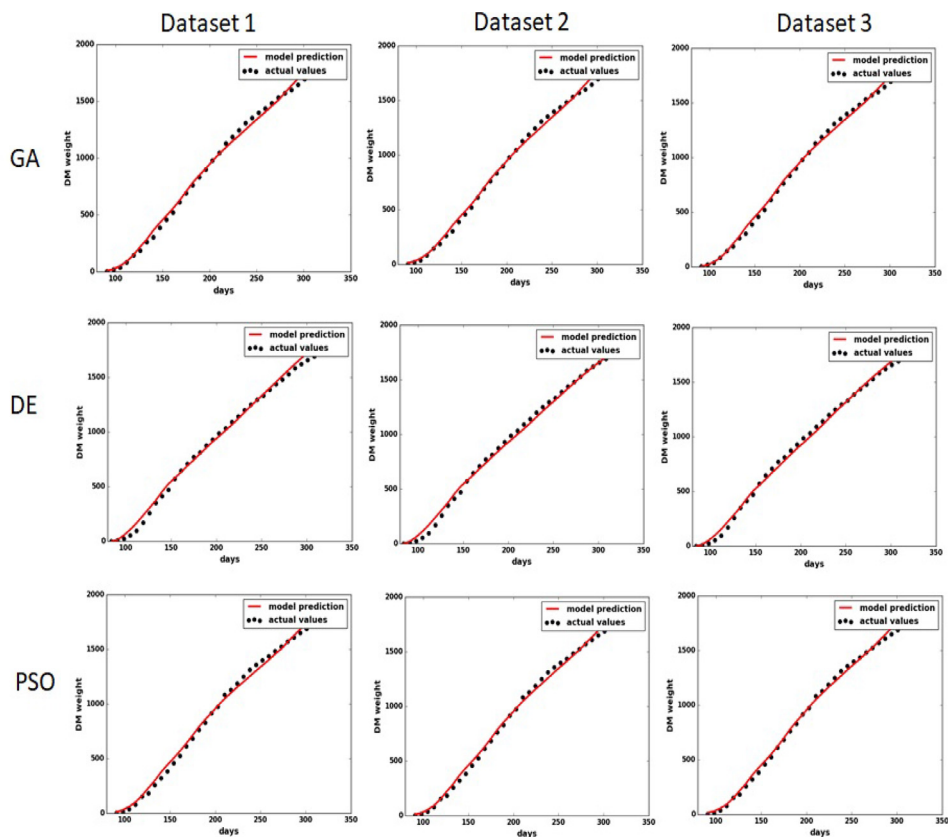 Dataset 1 Dataset 2 Dataset 3
GA
2000 1500 1000 500 0
DM weight
model prediction
actual values
100 150 200 250 300 350
days
2000 1500 1000 500 0
DM weight
model prediction
actual values
100 150 200 250 300 350
days
2000 1500 1000 500 0
DM weight
model prediction
actual values
100 150 200 250 300 350
days
DE
2000 1500 1000 500 0
DM weight
model prediction
actual values
100 150 200 250 300 350
days
2000 1500 1000 500 0
DM weight
model prediction
actual values
100 150 200 250 300 350
days
2000 1500 1000 500 0
DM weight
model prediction
actual values
100 150 200 250 300 350
days
PSO
2000 1500 1000 500 0
DM weight
model prediction
actual values
100 150 200 250 300 350
days
2000 1500 1000 500 0
DM weight
model prediction
actual values
100 150 200 250 300 350
days
2000 1500 1000 500 0
DM weight
model prediction
actual values
100 150 200 250 300 350
days